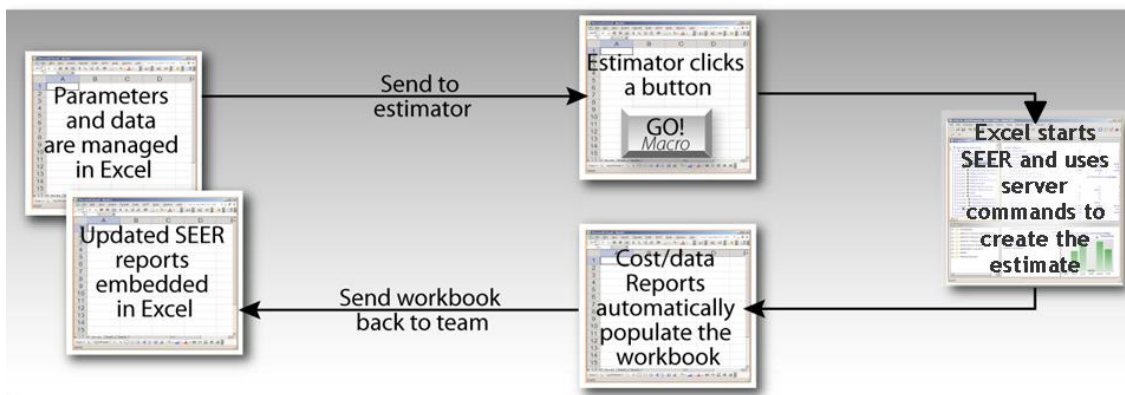 Parameters
and data
are managed
in Excel
Send to
estimator
Estimator clicks
a button
GO!
Macro
Excel starts
SEER and uses
server
commands to
create the
estimate
Cost/data
Reports
automatically
populate the
workbook
Send workbook
back to team
Updated SEER
reports
embedded
in Excel